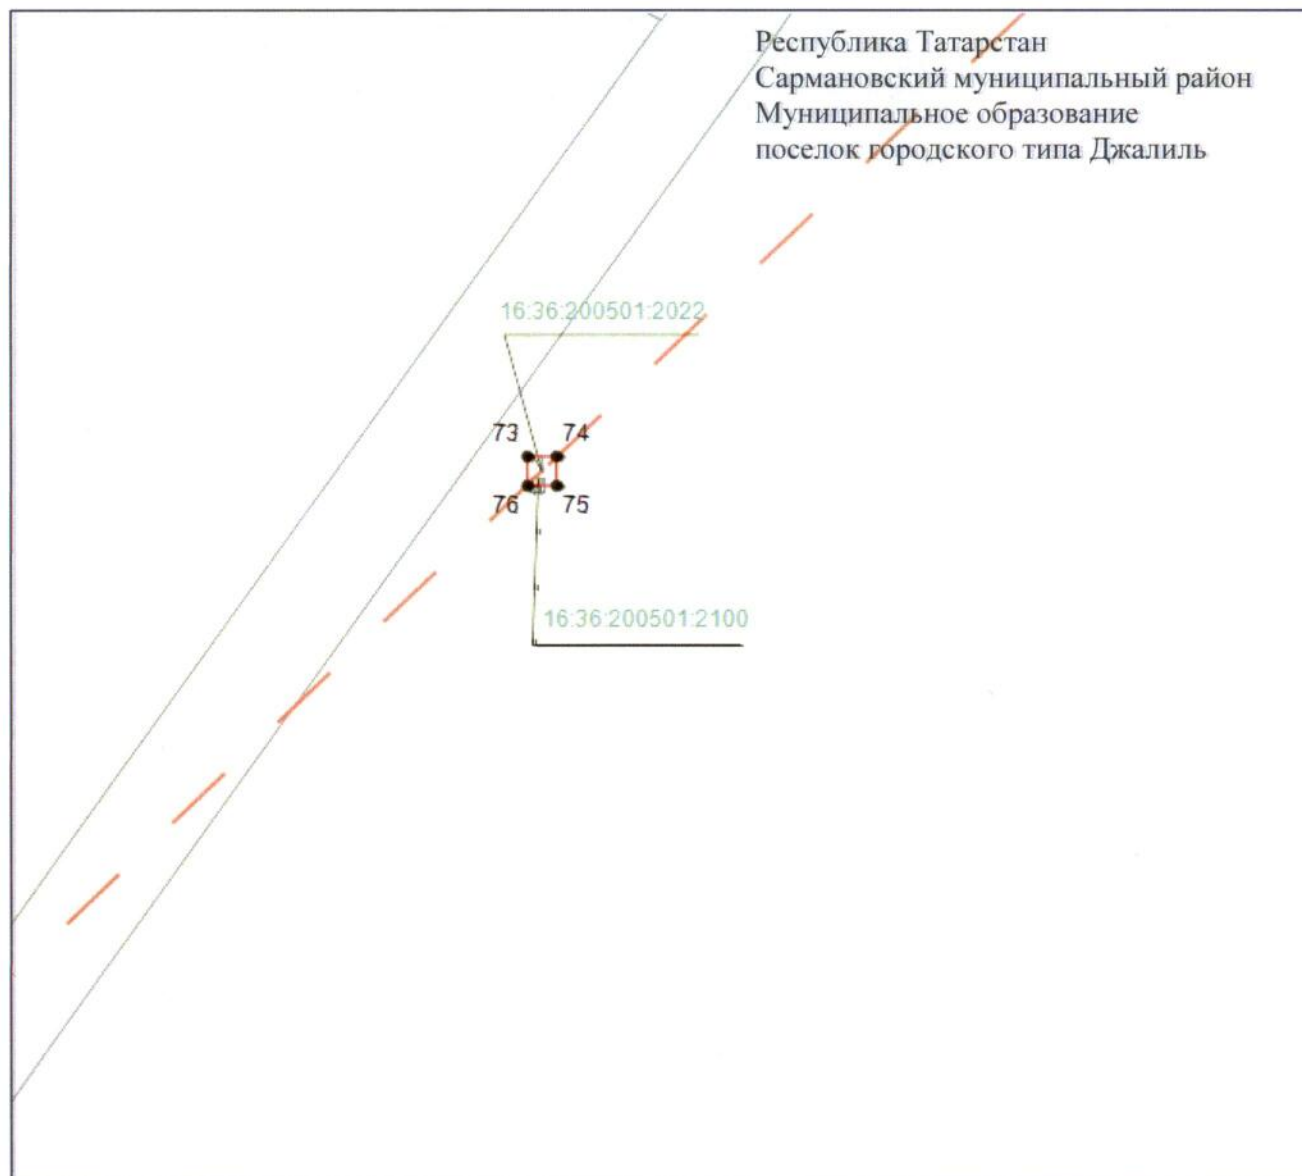 Республика Татарстан
Сармановский муниципальный район
Муниципальное образование
поселок городского типа Джалиль
16:36:200501:2022
73 74
76 75
16:36:200501:2100